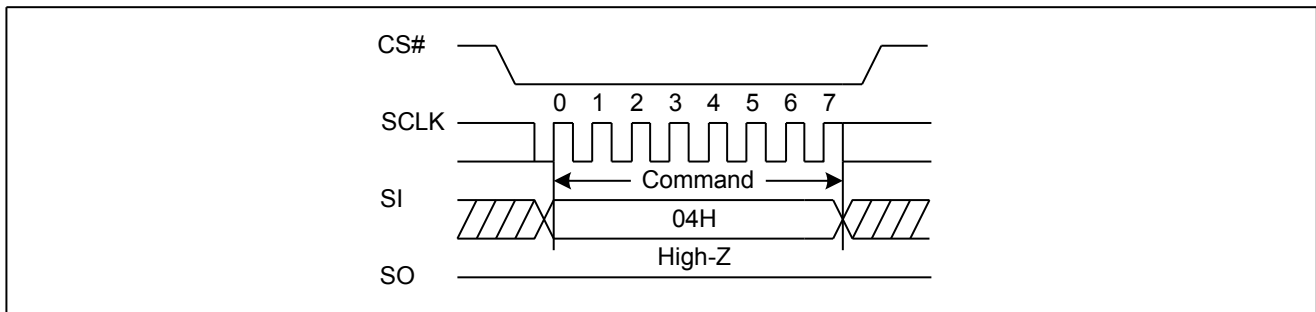 CS#
0 1 2 3 4 5 6 7
SCLK
Command
SI
04H
High-Z
SO